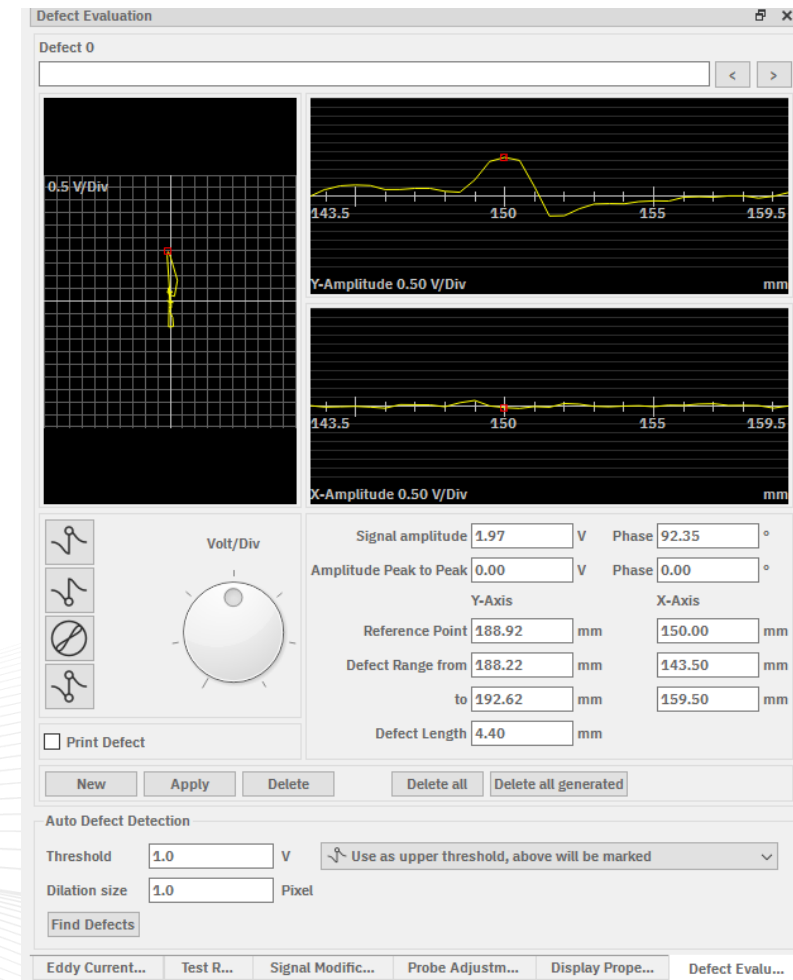 Defect Evaluation
Defect 0
< >
0.5 V/Div
143.5 150 155 159.5
Y-Amplitude 0.50 V/Div mm
143.5 150 155 159.5
X-Amplitude 0.50 V/Div mm
Volt/Div
Signal amplitude 1.97 V Phase 92.35 °
Amplitude Peak to Peak 0.00 V Phase 0.00 °
Y-Axis X-Axis
Reference Point 188.92 mm 150.00 mm
Defect Range from 188.22 mm 143.50 mm
to 192.62 mm 159.50 mm
Defect Length 4.40 mm
Print Defect
New Apply Delete Delete all Delete all generated
Auto Defect Detection
Threshold 1.0 V Use as upper threshold, above will be marked
Dilation size 1.0 Pixel
Find Defects
Eddy Current... Test R... Signal Modific... Probe Adjustm... Display Prope... Defect Evalu...